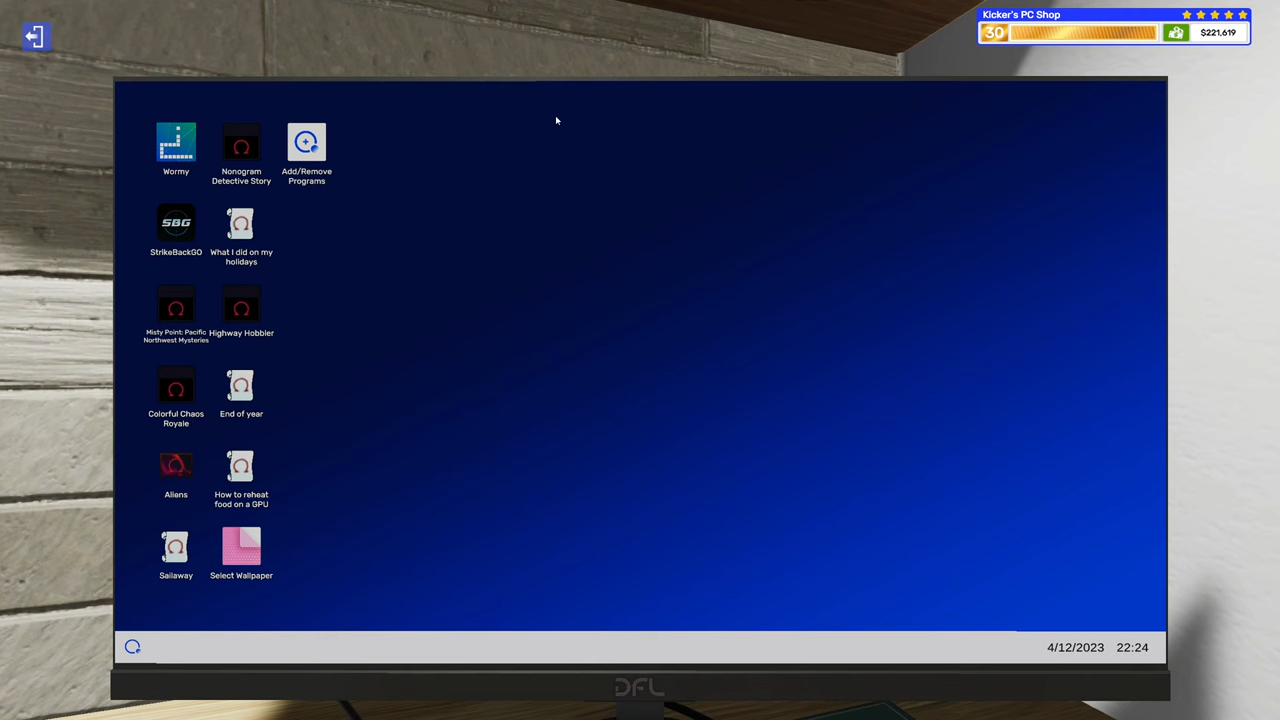 Kicker's PC Shop
30
$221,619
Wormy
Nonogram
Detective Story
Add/Remove
Programs
SBG
StrikeBackGO
What I did on my
holidays
Misty Point: Pacific
Northwest Mysteries
Highway Hobbler
Colorful Chaos
Royale
End of year
Aliens
How to reheat
food on a GPU
Sailaway
Select Wallpaper
4/12/2023 22:24
DFL